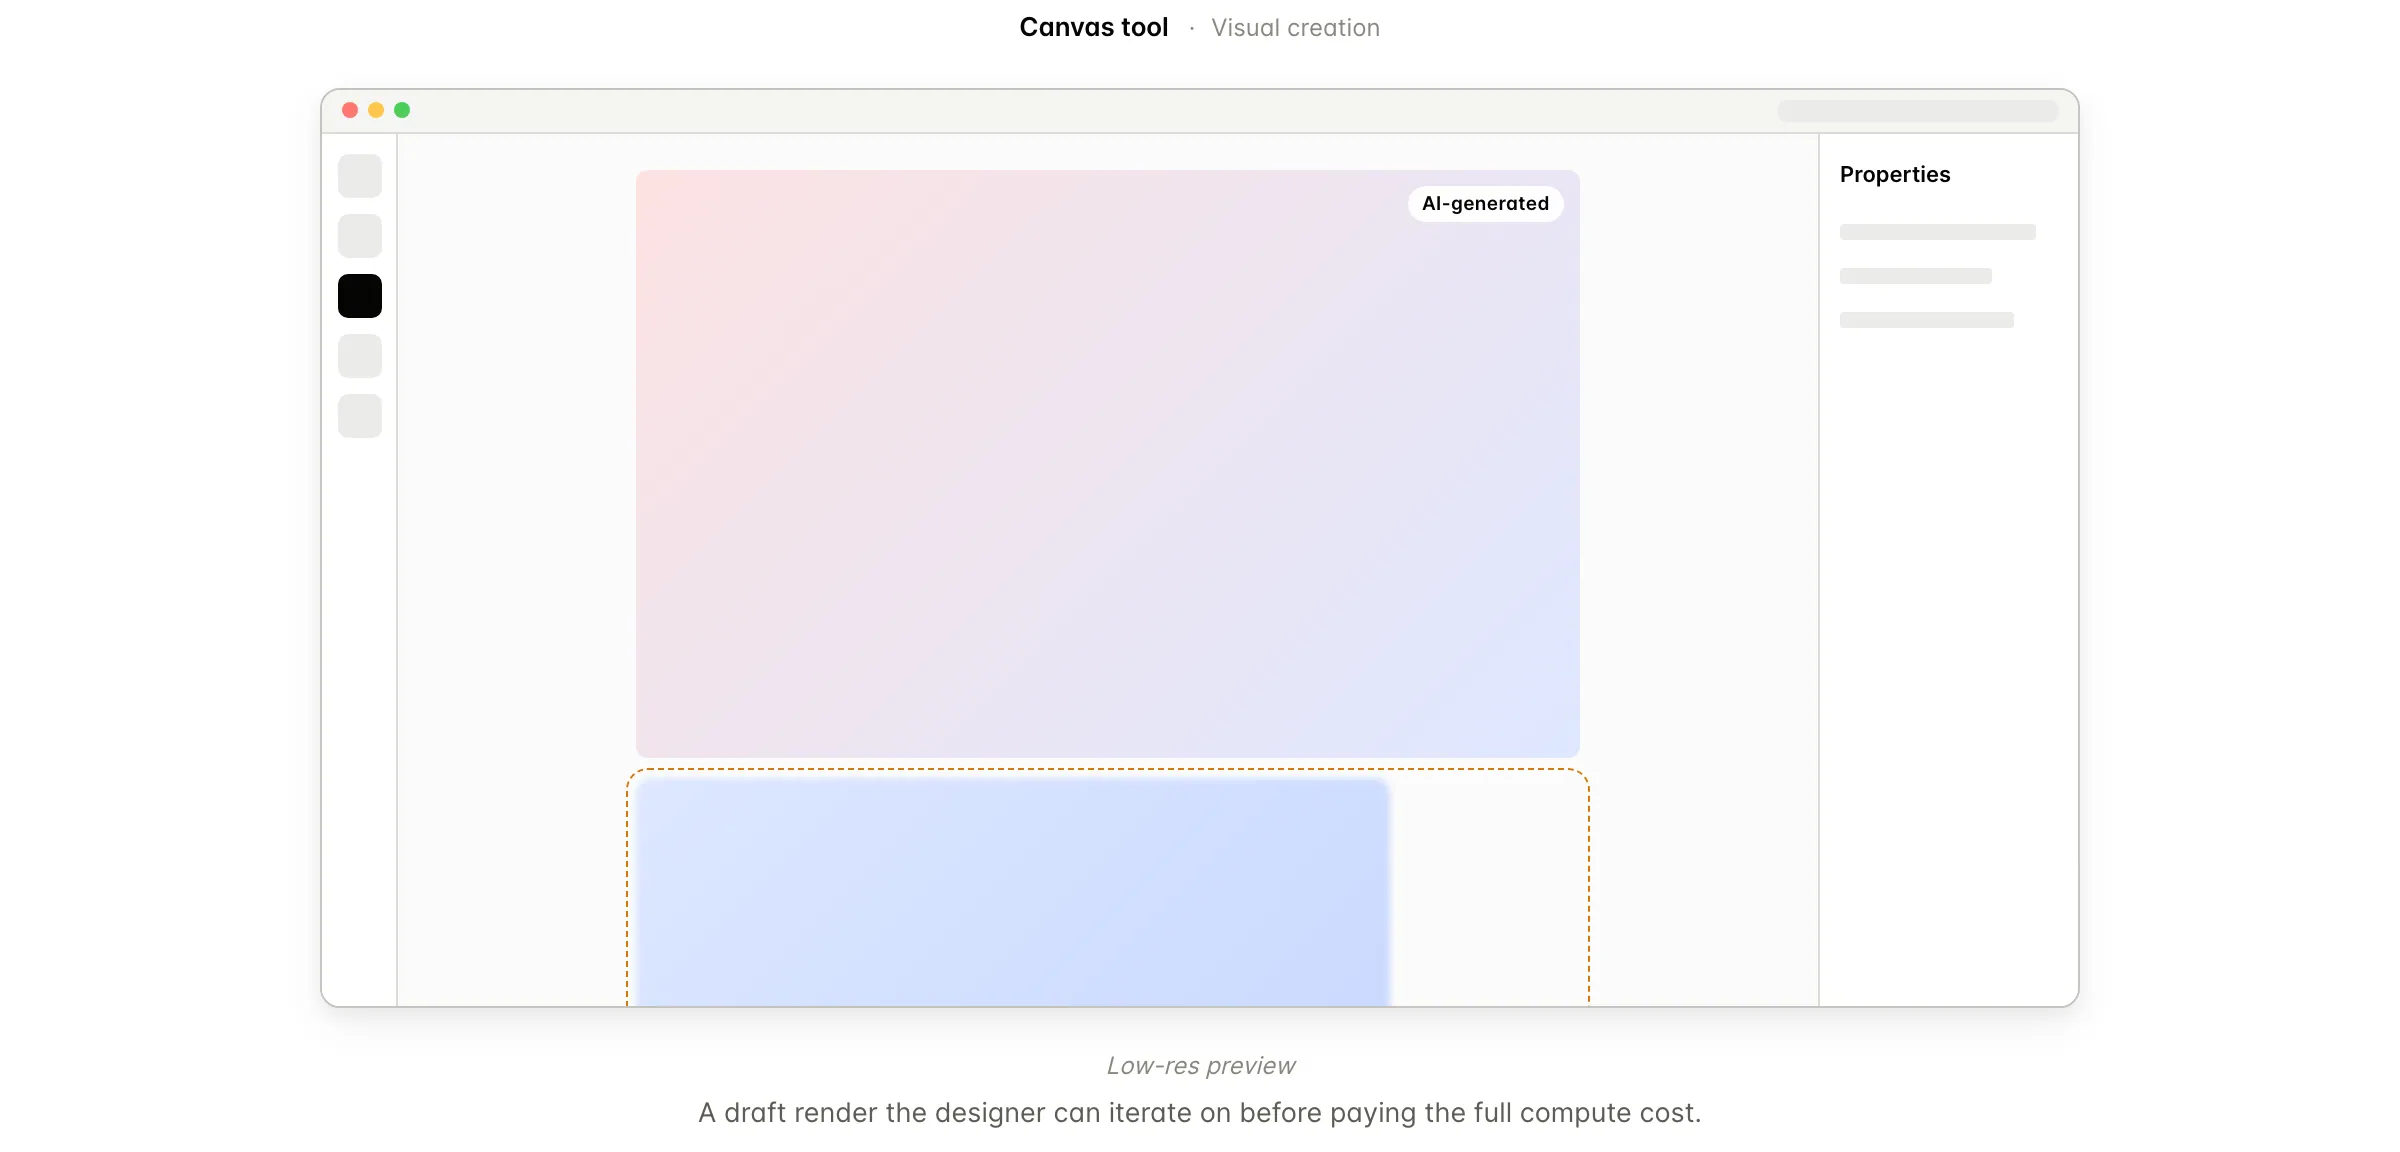 Canvas tool · Visual creation
AI-generated
Properties
Low-res preview
A draft render the designer can iterate on before paying the full compute cost.